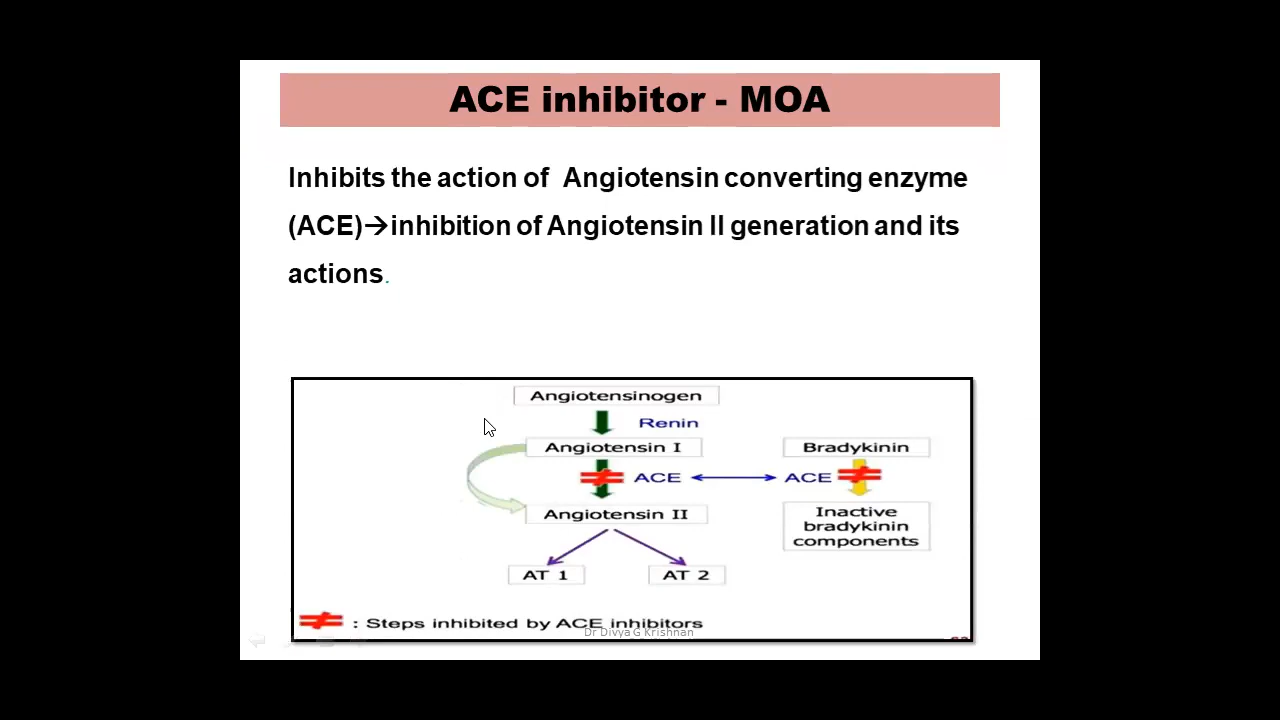 ACE inhibitor - MOA
Inhibits the action of Angiotensin converting enzyme
(ACE)→inhibition of Angiotensin II generation and its
actions.
Angiotensinogen
Renin
Angiotensin I
Bradykinin
ACE
ACE
Angiotensin II
Inactive
bradykinin
components
AT 1
AT 2
: Steps inhibited by ACE inhibitors
Dr Divya G Krishnan